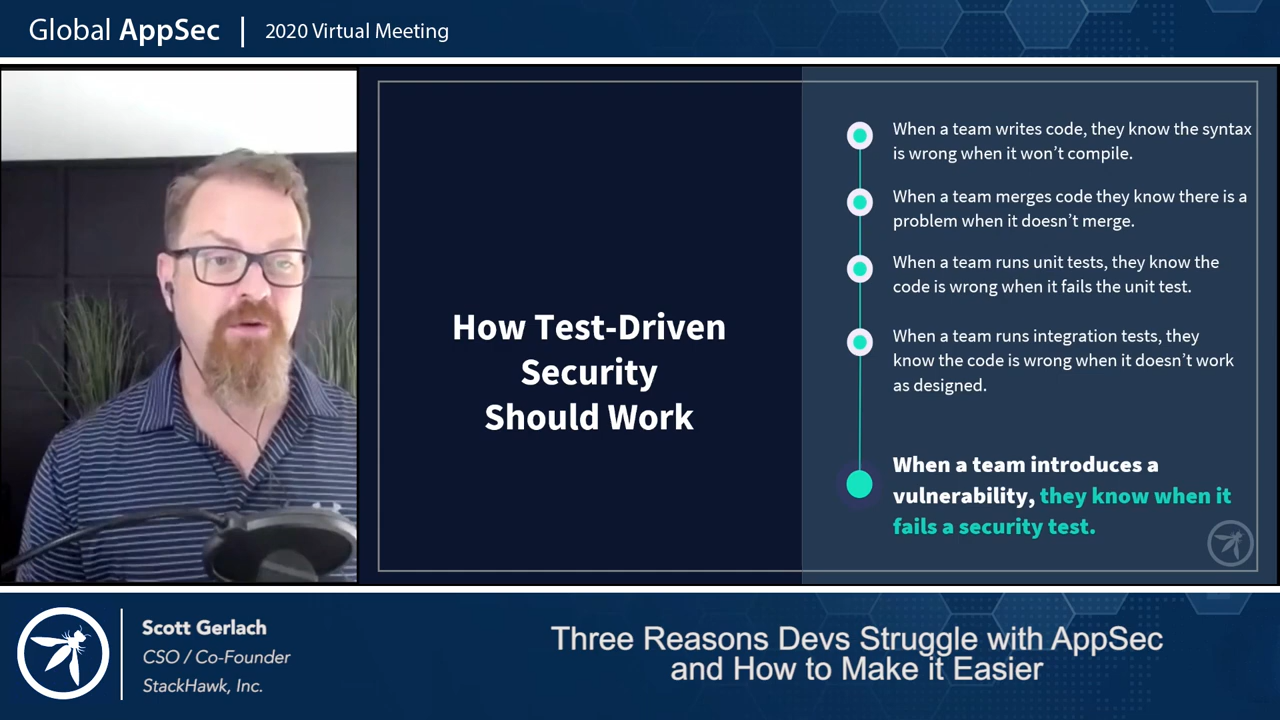 Global AppSec | 2020 Virtual Meeting
How Test-Driven
Security
Should Work
When a team writes code, they know the syntax
is wrong when it won’t compile.
When a team merges code they know there is a
problem when it doesn’t merge.
When a team runs unit tests, they know the
code is wrong when it fails the unit test.
When a team runs integration tests, they
know the code is wrong when it doesn’t work
as designed.
When a team introduces a
vulnerability, they know when it
fails a security test.
Scott Gerlach
CSO / Co-Founder
StackHawk, Inc.
Three Reasons Devs Struggle with AppSec
and How to Make it Easier